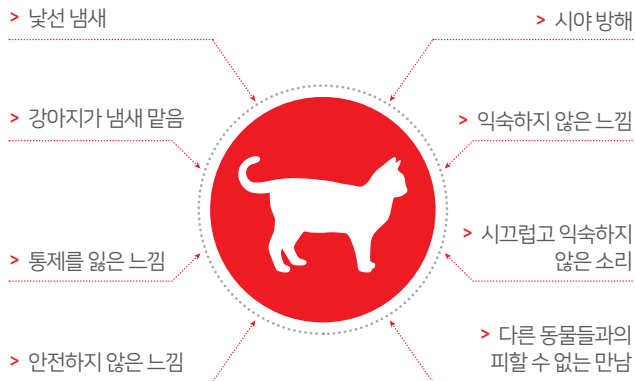 > 낯선 냄새
> 강아지가 냄새 맡음
> 통제를 잃은 느낌
> 안전하지 않은 느낌
> 시야 방해
> 익숙하지 않은 느낌
> 시끄럽고 익숙하지
않은 소리
> 다른 동물들과의
피할 수 없는 만남